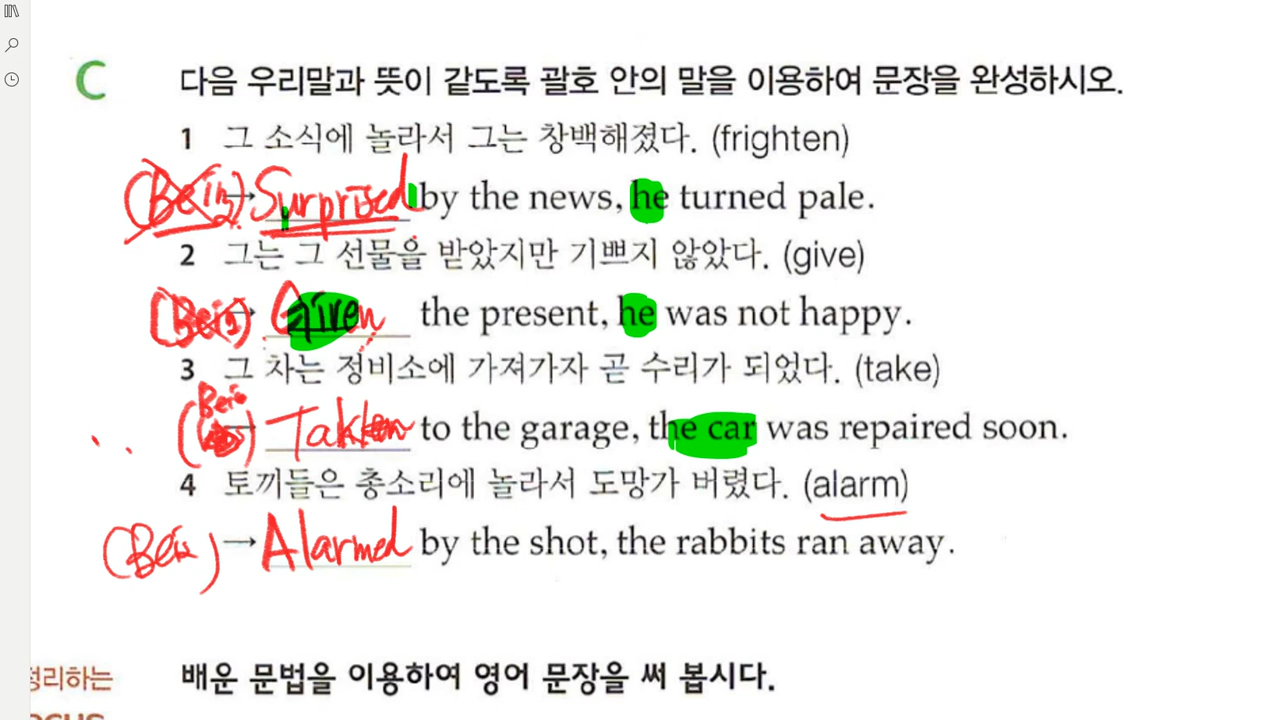 C 다음 우리말과 뜻이 같도록 괄호 안의 말을 이용하여 문장을 완성하시오.
1 그 소식에 놀라서 그는 창백해졌다. (frighten)
→ Surprised by the news, he turned pale.
2 그는 그 선물을 받았지만 기쁘지 않았다. (give)
→ Given the present, he was not happy.
3 그 차는 정비소에 가져가자 곧 수리가 되었다. (take)
to the garage, the car was repaired soon.
4 토끼들은 총소리에 놀라서 도망가 버렸다. (alarm)
→ Alarmed by the shot, the rabbits ran away.
정리하는 배운 문법을 이용하여 영어 문장을 써 봅시다.